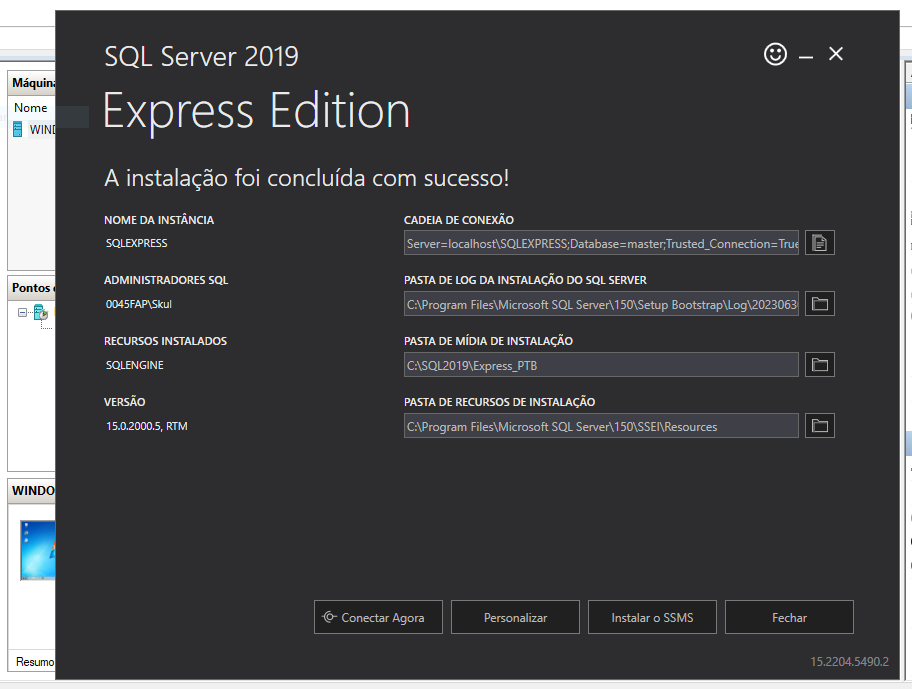 SQL Server 2019
Express Edition
A instalação foi concluída com sucesso!
NOME DA INSTÂNCIA
SQLEXPRESS
CADEIA DE CONEXÃO
Server=localhost\SQLEXPRESS;Database=master;Trusted_Connection=True
ADMINISTRADORES SQL
0045FAP\Skul
PASTA DE LOG DA INSTALAÇÃO DO SQL SERVER
C:\Program Files\Microsoft SQL Server\150\Setup Bootstrap\Log\2023063
RECURSOS INSTALADOS
SQLENGINE
PASTA DE MÍDIA DE INSTALAÇÃO
C:\SQL2019\Express_PTB
VERSÃO
15.0.2000.5, RTM
PASTA DE RECURSOS DE INSTALAÇÃO
C:\Program Files\Microsoft SQL Server\150\SSEI\Resources
Conectar Agora
Personalizar
Instalar o SSMS
Fechar
15.2204.5490.2
Máquina
Nome
WIND
Pontos
WINDO
Resumo